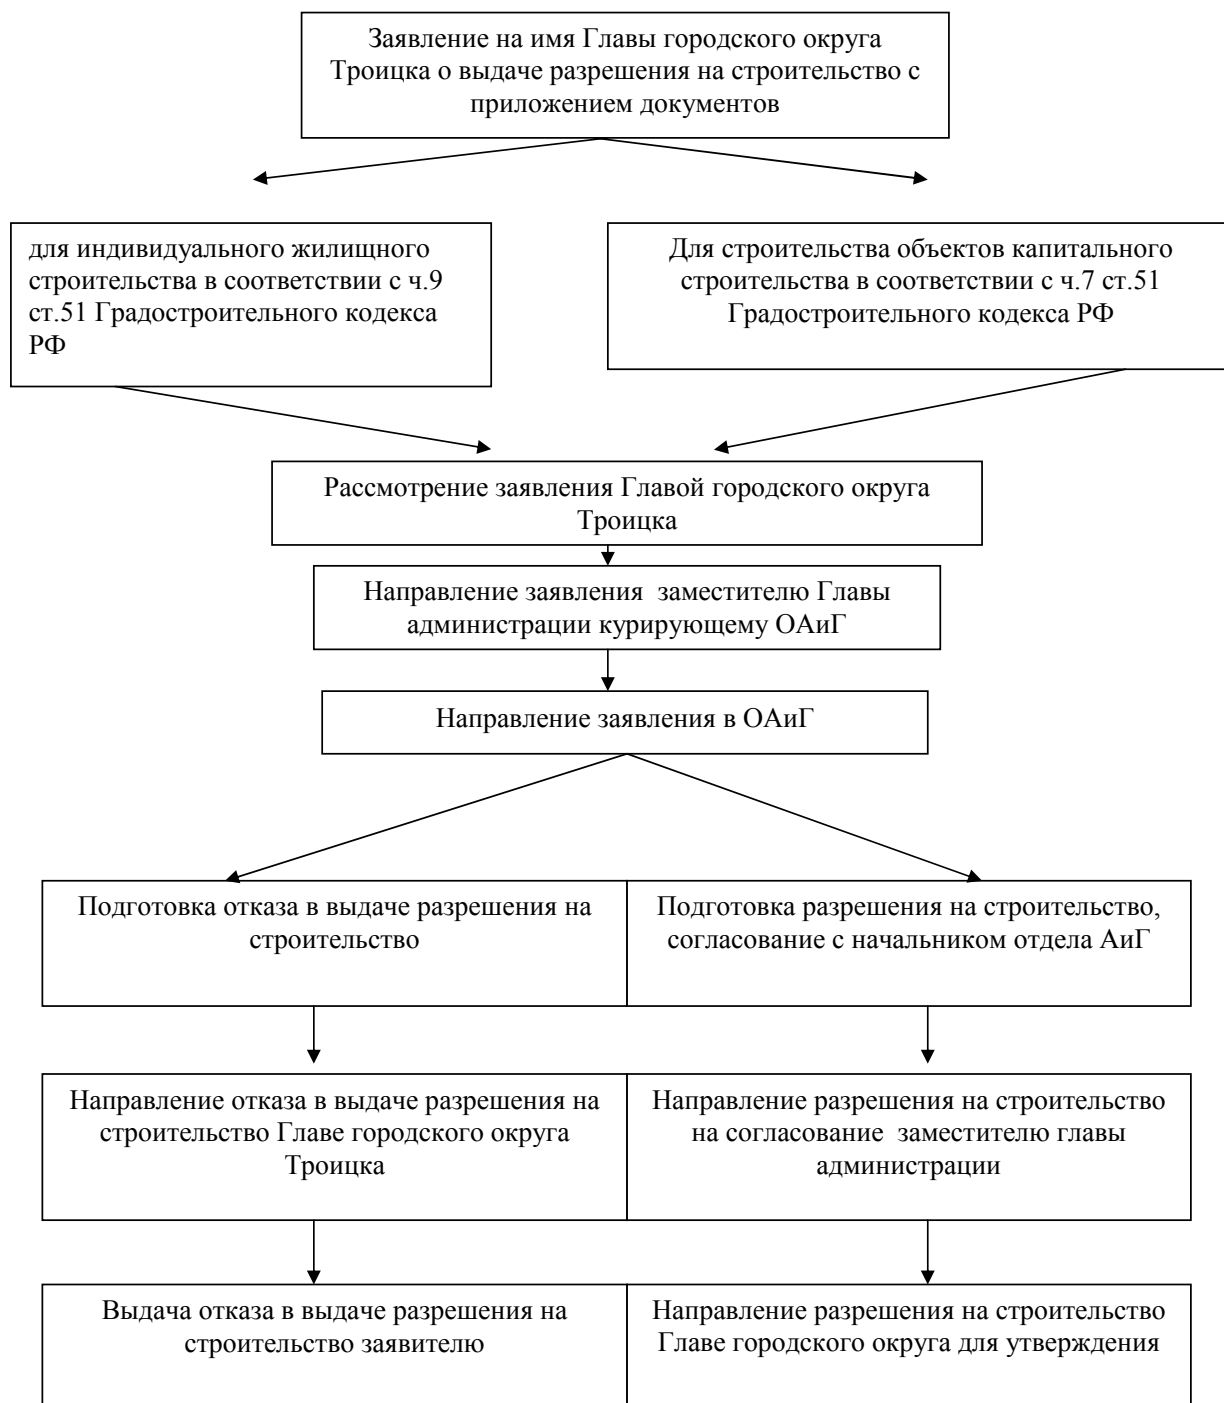 Заявление на имя Главы городского округа
Троицка о выдаче разрешения на строительство с
приложением документов
для индивидуального жилищного
строительства в соответствии с ч.9
ст.51 Градостроительного кодекса
РФ
Для строительства объектов капитального
строительства в соответствии с ч.7 ст.51
Градостроительного кодекса РФ
Рассмотрение заявления Главой городского округа
Троицка
Направление заявления заместителю Главы
администрации курирующему ОАиГ
Направление заявления в ОАиГ
Подготовка отказа в выдаче разрешения на
строительство
Подготовка разрешения на строительство,
согласование с начальником отдела АиГ
Направление отказа в выдаче разрешения на
строительство Главе городского округа
Троицка
Направление разрешения на строительство
на согласование заместителю главы
администрации
Выдача отказа в выдаче разрешения на
строительство заявителю
Направление разрешения на строительство
Главе городского округа для утверждения